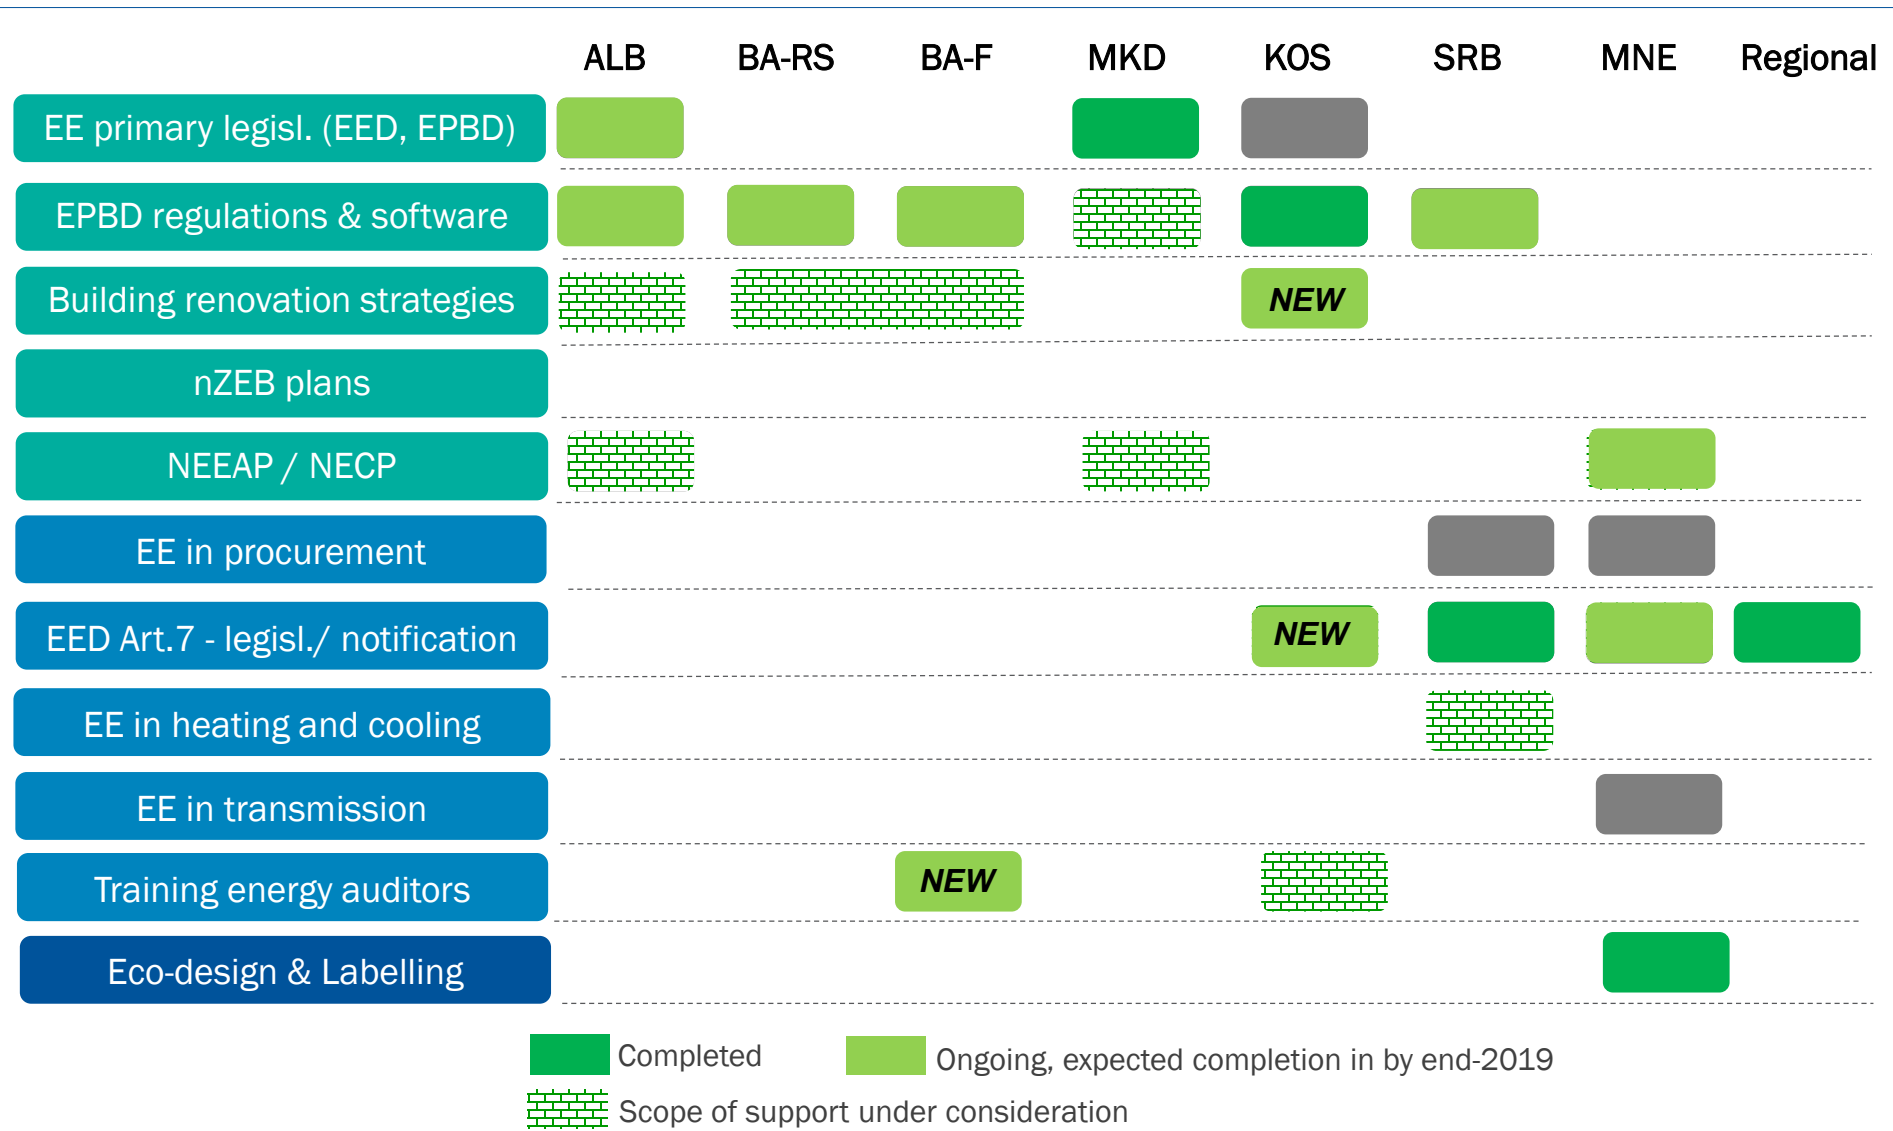 ALB BA-RS BA-F MKD KOS SRB MNE Regional
EE primary legisl. (EED, EPBD)
EPBD regulations & software
Building renovation strategies NEW
nZEB plans
NEEAP / NECP
EE in procurement
EED Art.7 - legisl./ notification NEW
EE in heating and cooling
EE in transmission
Training energy auditors NEW
Eco-design & Labelling
Completed Ongoing, expected completion in by end-2019
Scope of support under consideration